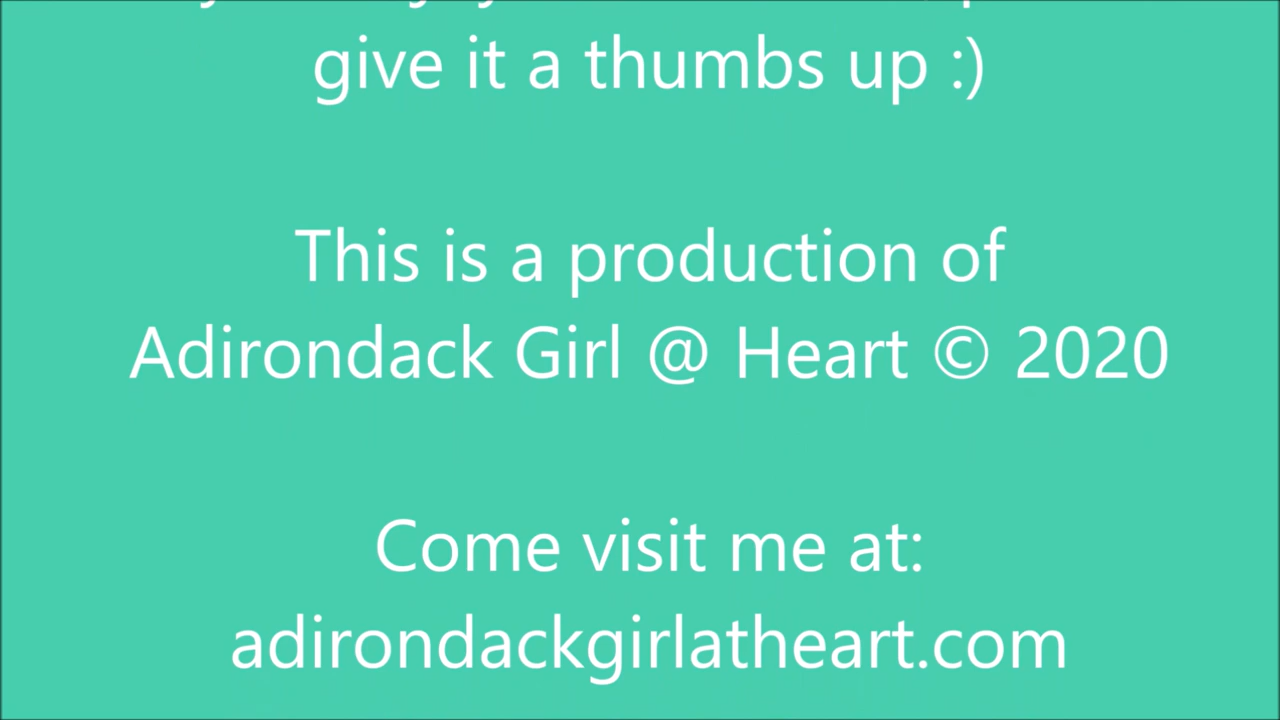 give it a thumbs up :)
This is a production of
Adirondack Girl @ Heart © 2020
Come visit me at:
adirondackgirlatheart.com